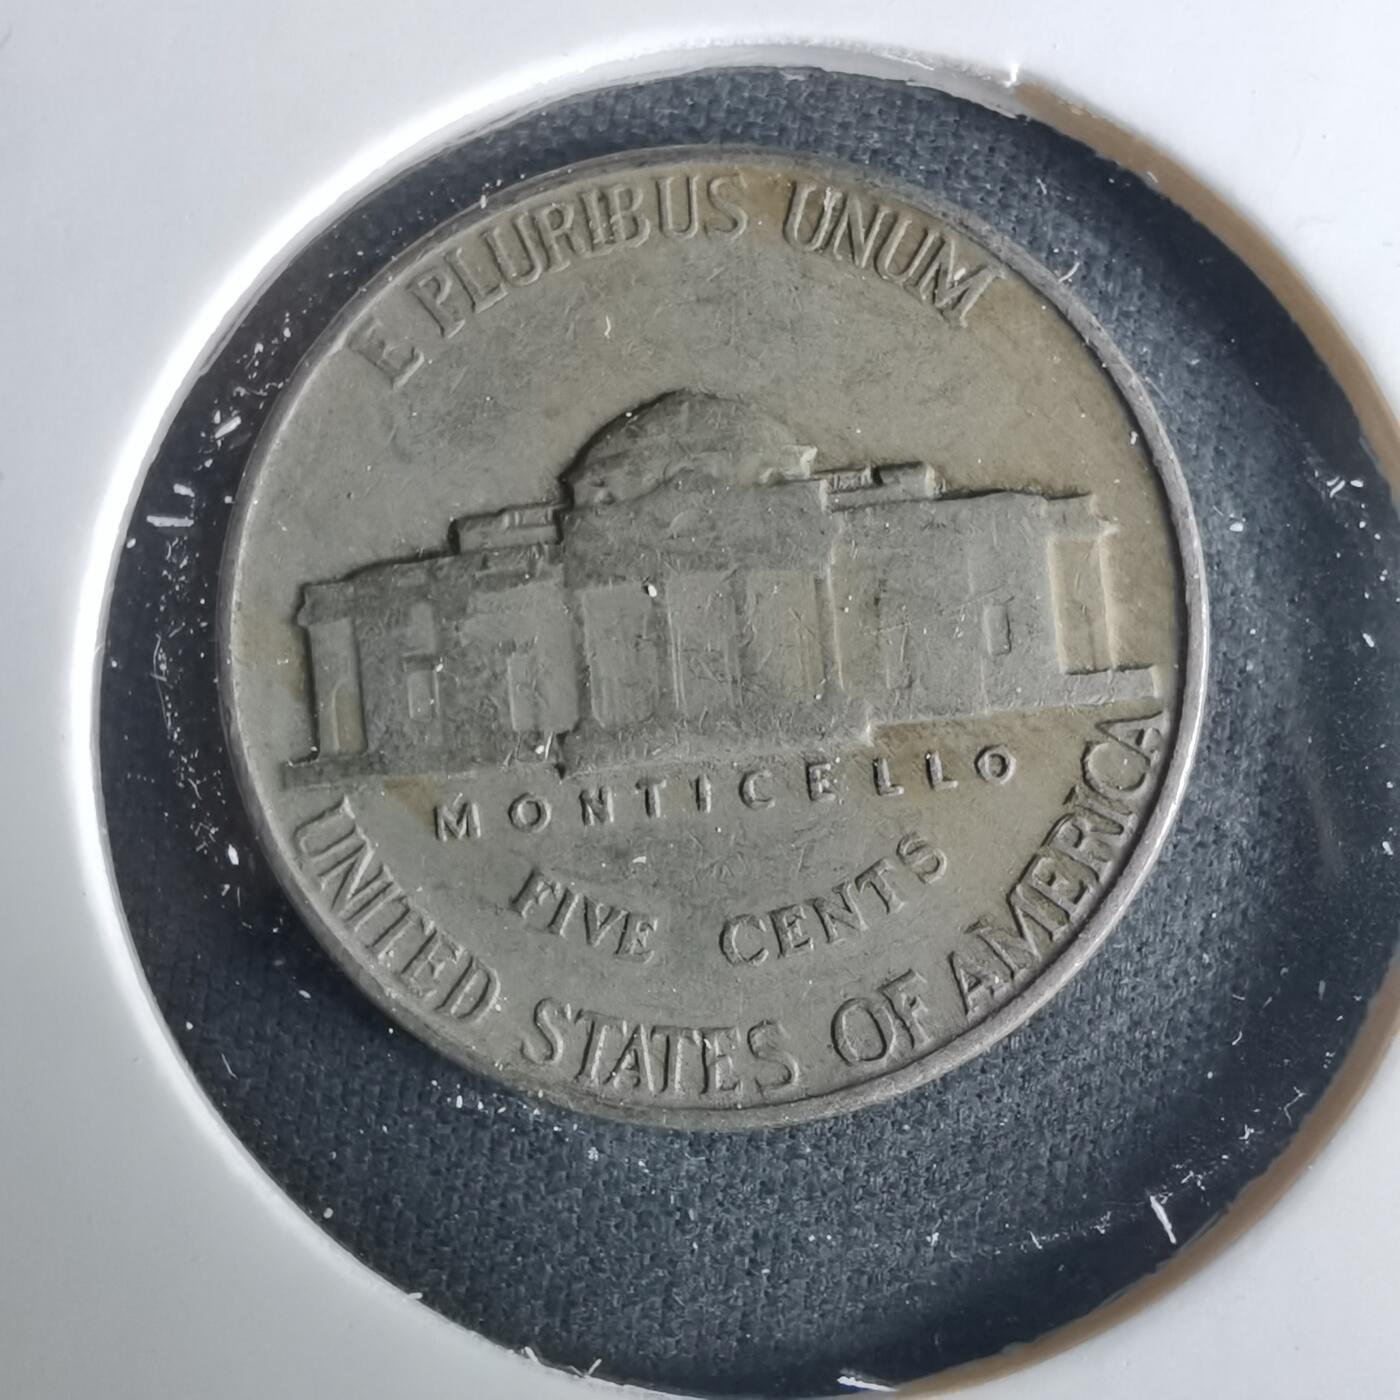 E PLURIBUS UNUM
MONTICELLO
FIVE CENTS
UNITED STATES OF AMERICA